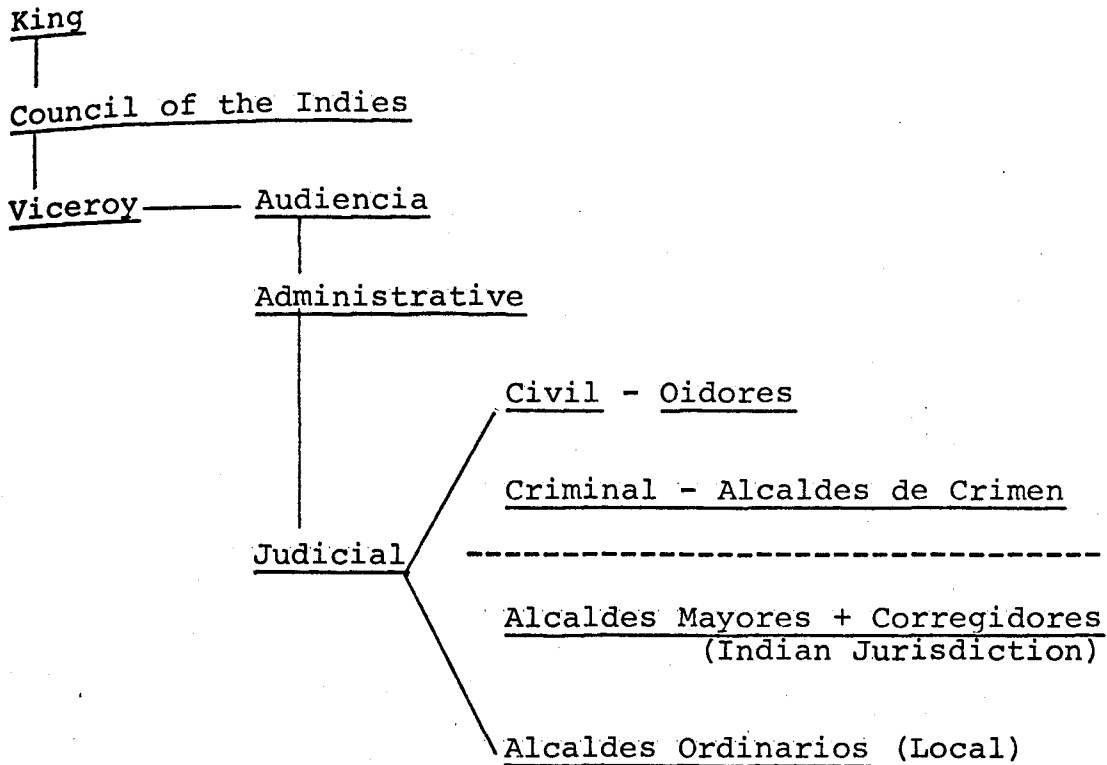 King
Council of the Indies
Viceroy Audiencia
Administrative
Civil - Oidores
Criminal - Alcaldes de Crimen
Judicial
Alcaldes Mayores + Corregidores
(Indian Jurisdiction)
Alcaldes Ordinarios (Local)